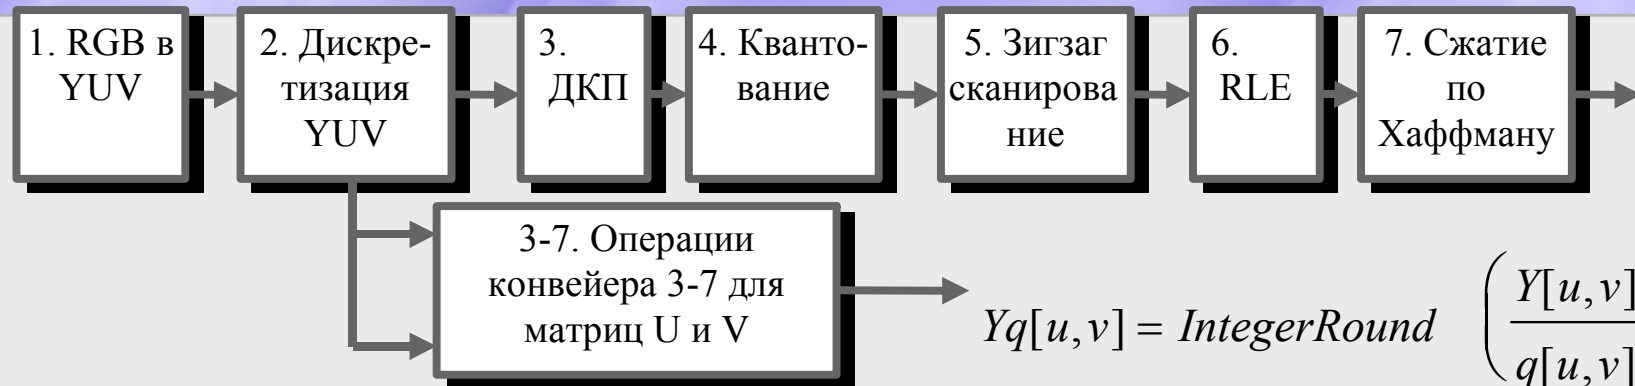 1. RGB в
YUV
2. Дискре-
тизация
YUV
3.
ДКП
4. Кванто-
вание
5. Зигзаг
сканирова
ние
6.
RLE
7. Сжатие
по
Хаффману
3-7. Операции
конвейера 3-7 для
матриц U и V
Yq[u,v] = IntegerRound (Y[u,v]
q[u,v]